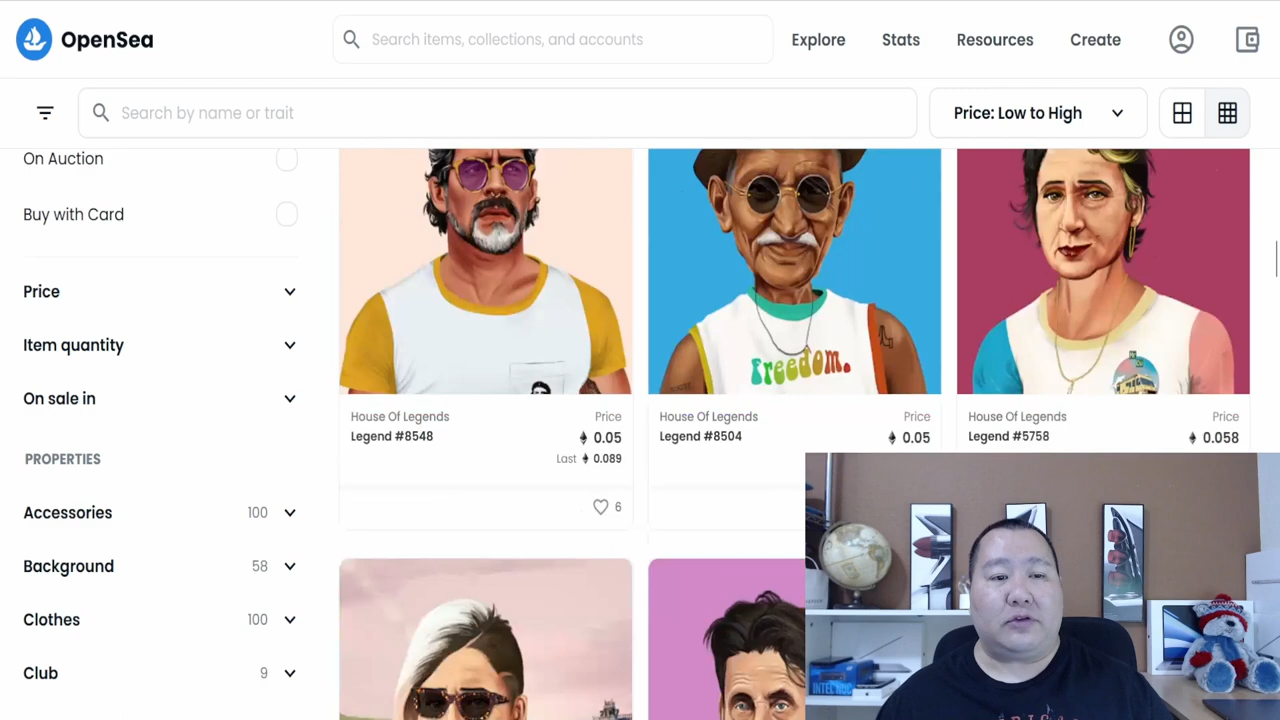 OpenSea
Search items, collections, and accounts
Explore
Stats
Resources
Create
Search by name or trait
Price: Low to High
On Auction
Buy with Card
Price
Item quantity
On sale in
PROPERTIES
Accessories 100
Background 58
Clothes 100
Club 9
Freedom.
House Of Legends Price
Legend #8548 0.05
Last 0.089
6
House Of Legends Price
Legend #8504 0.05
House Of Legends Price
Legend #5758 0.058
INTEL NUC